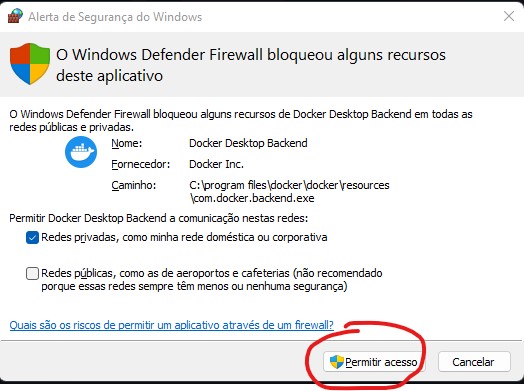 Alerta de Segurança do Windows
O Windows Defender Firewall bloqueou alguns recursos
deste aplicativo
O Windows Defender Firewall bloqueou alguns recursos de Docker Desktop Backend em todas as
redes públicas e privadas.
Nome: Docker Desktop Backend
Fornecedor: Docker Inc.
Caminho: C:\program files\docker\docker\resources
\com.docker.backend.exe
Permitir Docker Desktop Backend a comunicação nestas redes:
Redes privadas, como minha rede doméstica ou corporativa
Redes públicas, como as de aeroportos e cafeterias (não recomendado
porque essas redes sempre têm menos ou nenhuma segurança)
Quais são os riscos de permitir um aplicativo através de um firewall?
Permitir acesso Cancelar